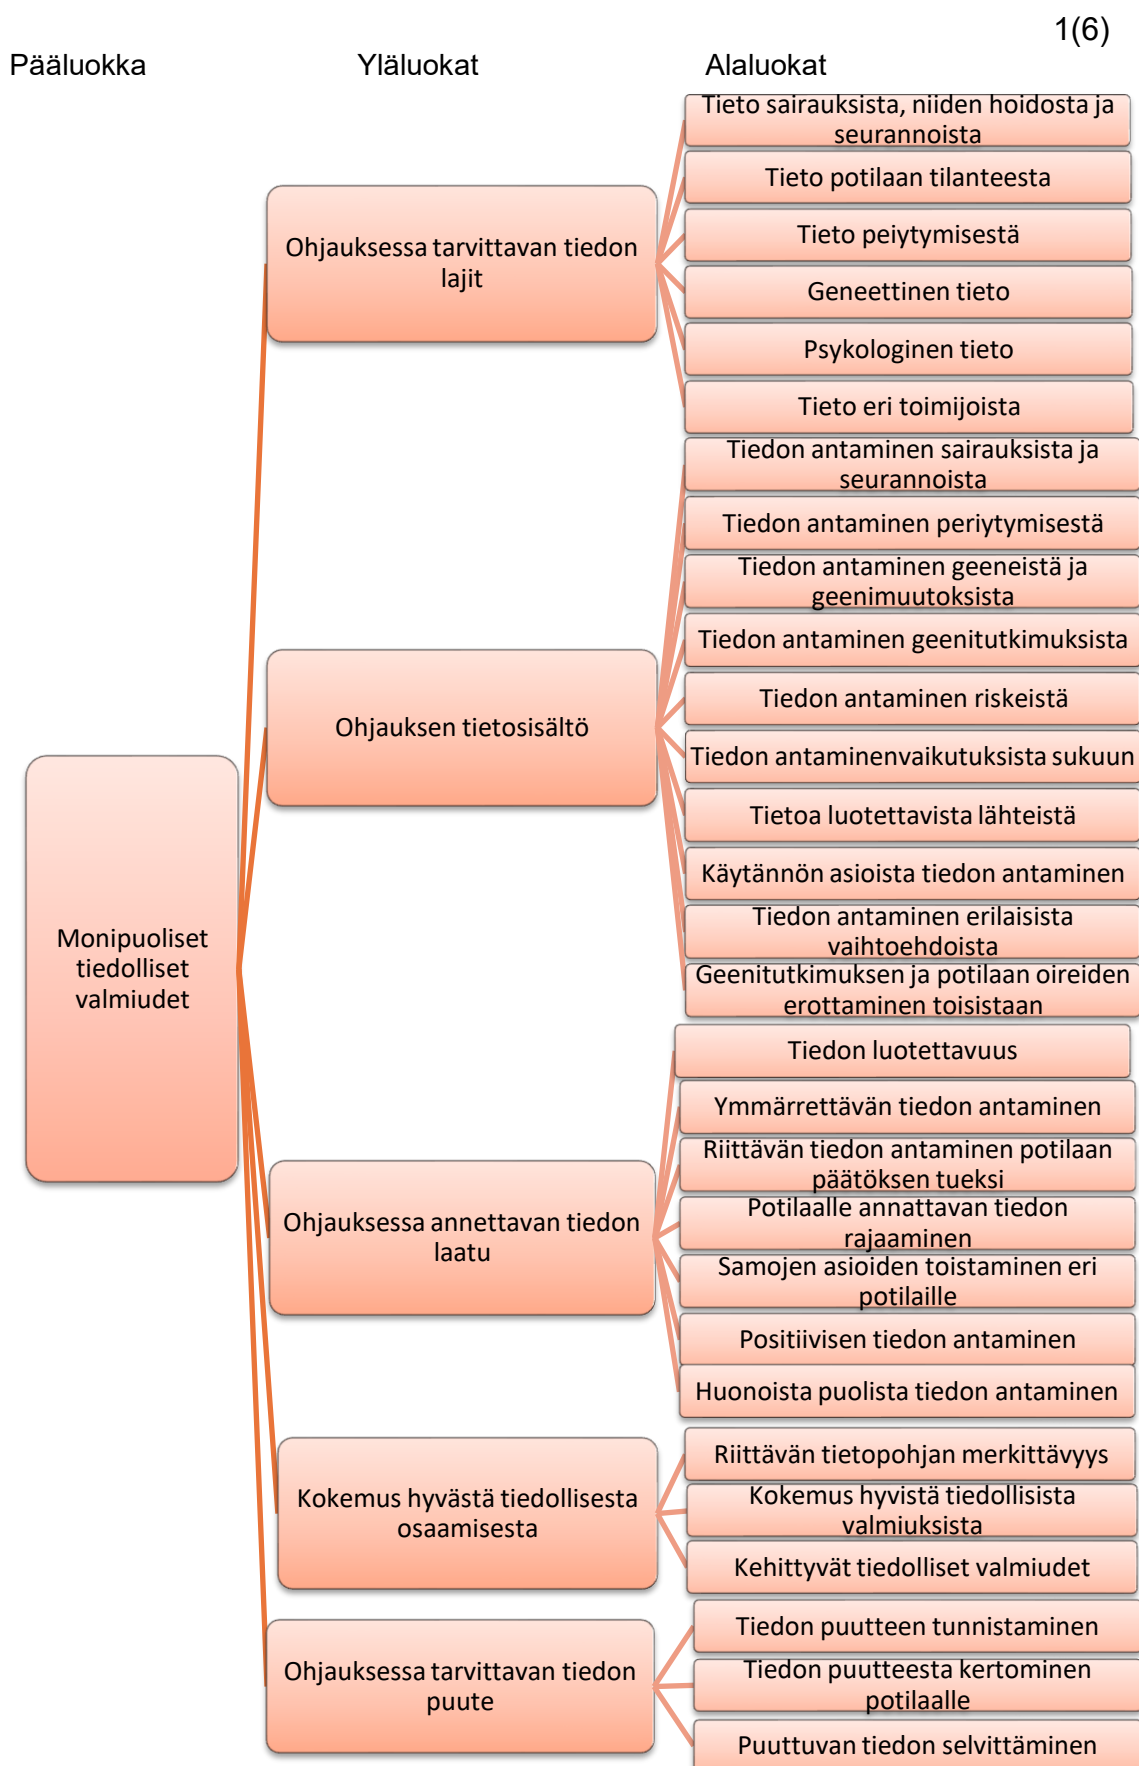 1(6)
Pääluokka
Yläluokat
Alaluokat
Monipuoliset
tiedolliset
valmiudet
Ohjauksessa tarvittavan tiedon
lajit
Tieto sairauksista, niiden hoidosta ja
seurannoista
Tieto potilaan tilanteesta
Tieto peiytymisestä
Geneettinen tieto
Psykologinen tieto
Tieto eri toimijoista
Ohjauksen tietosisältö
Tiedon antaminen sairauksista ja
seurannoista
Tiedon antaminen periytymisestä
Tiedon antaminen geeneistä ja
geenimuutoksista
Tiedon antaminen geenitutkimuksista
Tiedon antaminen riskeistä
Tiedon antaminenvaikutuksista sukuun
Tietoa luotettavista lähteistä
Käytännön asioista tiedon antaminen
Tiedon antaminen erilaisista
vaihtoehdoista
Geenitutkimuksen ja potilaan oireiden
erottaminen toisistaan
Ohjauksessa annettavan tiedon
laatu
Tiedon luotettavuus
Ymmärrettävän tiedon antaminen
Riittävän tiedon antaminen potilaan
päätöksen tueksi
Potilaalle annattavan tiedon
rajaaminen
Samojen asioiden toistaminen eri
potilaille
Positiivisen tiedon antaminen
Huonoista puolista tiedon antaminen
Kokemus hyvästä tiedollisesta
osaamisesta
Riittävän tietopohjan merkittävyys
Kokemus hyvistä tiedollisista
valmiuksista
Kehittyvät tiedolliset valmiudet
Ohjauksessa tarvittavan tiedon
puute
Tiedon puutteen tunnistaminen
Tiedon puutteesta kertominen
potilaalle
Puuttuvan tiedon selvittäminen